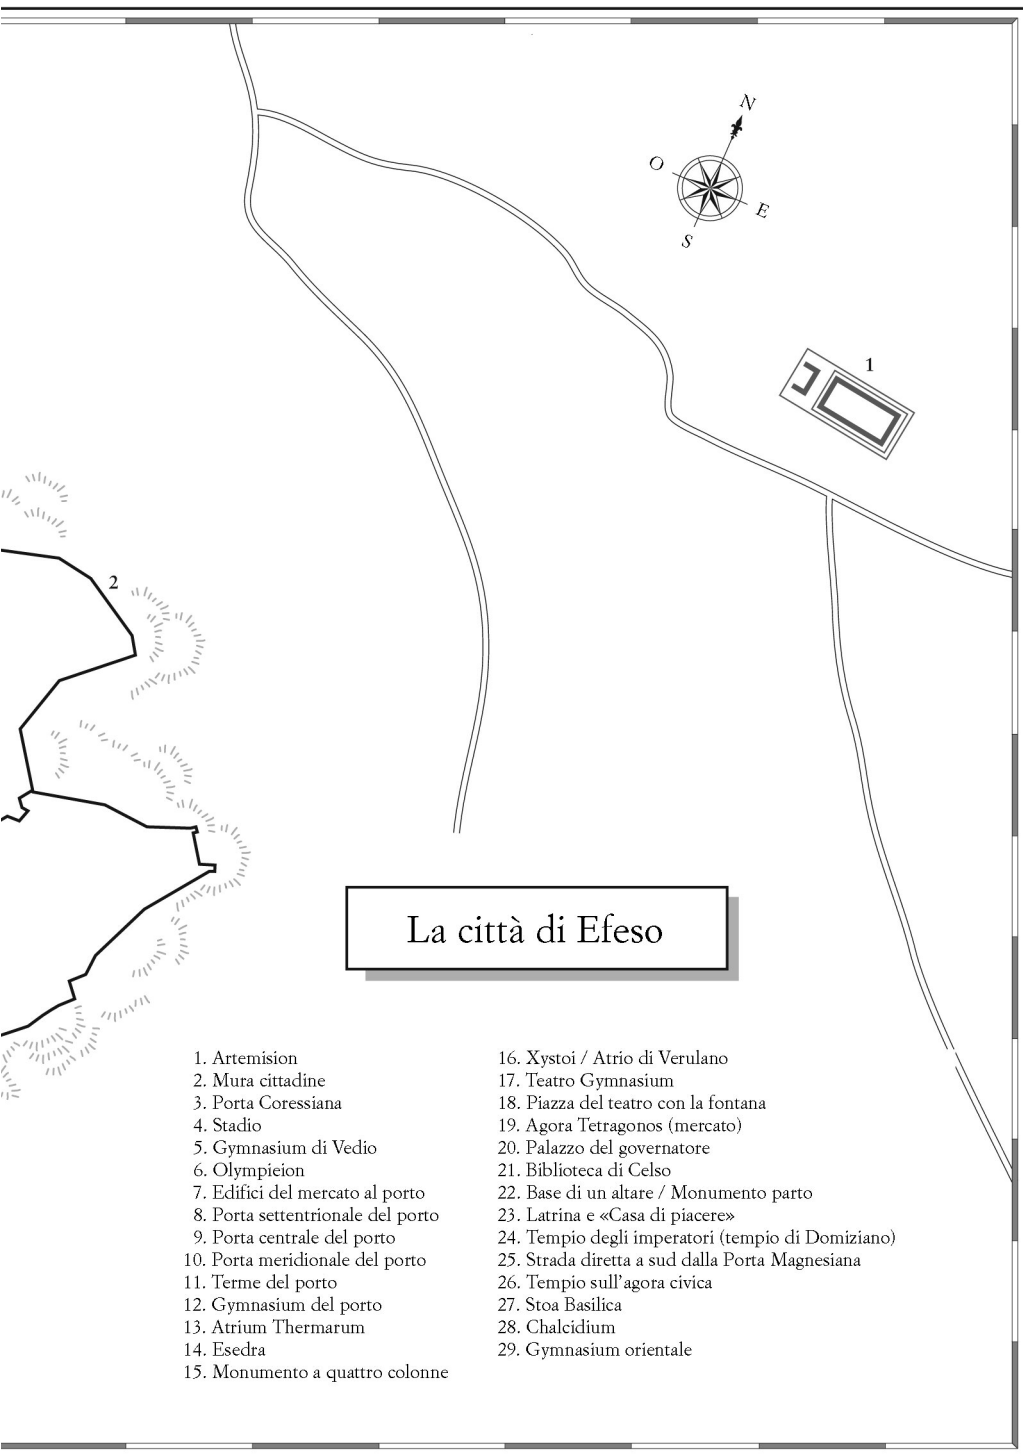 N
O
E
S
1
2
La città di Efeso
1. Artemision
2. Mura cittadine
3. Porta Coressiana
4. Stadio
5. Gymnasium di Vedio
6. Olympieion
7. Edifici del mercato al porto
8. Porta settentrionale del porto
9. Porta centrale del porto
10. Porta meridionale del porto
11. Terme del porto
12. Gymnasium del porto
13. Atrium Thermarum
14. Esedra
15. Monumento a quattro colonne
16. Xystoi / Atrio di Verulano
17. Teatro Gymnasium
18. Piazza del teatro con la fontana
19. Agora Tetragonos (mercato)
20. Palazzo del governatore
21. Biblioteca di Celso
22. Base di un altare / Monumento parto
23. Latrina e «Casa di piacere»
24. Tempio degli imperatori (tempio di Domiziano)
25. Strada diretta a sud dalla Porta Magnesiana
26. Tempio sull'agora civica
27. Stoa Basilica
28. Chalcidium
29. Gymnasium orientale